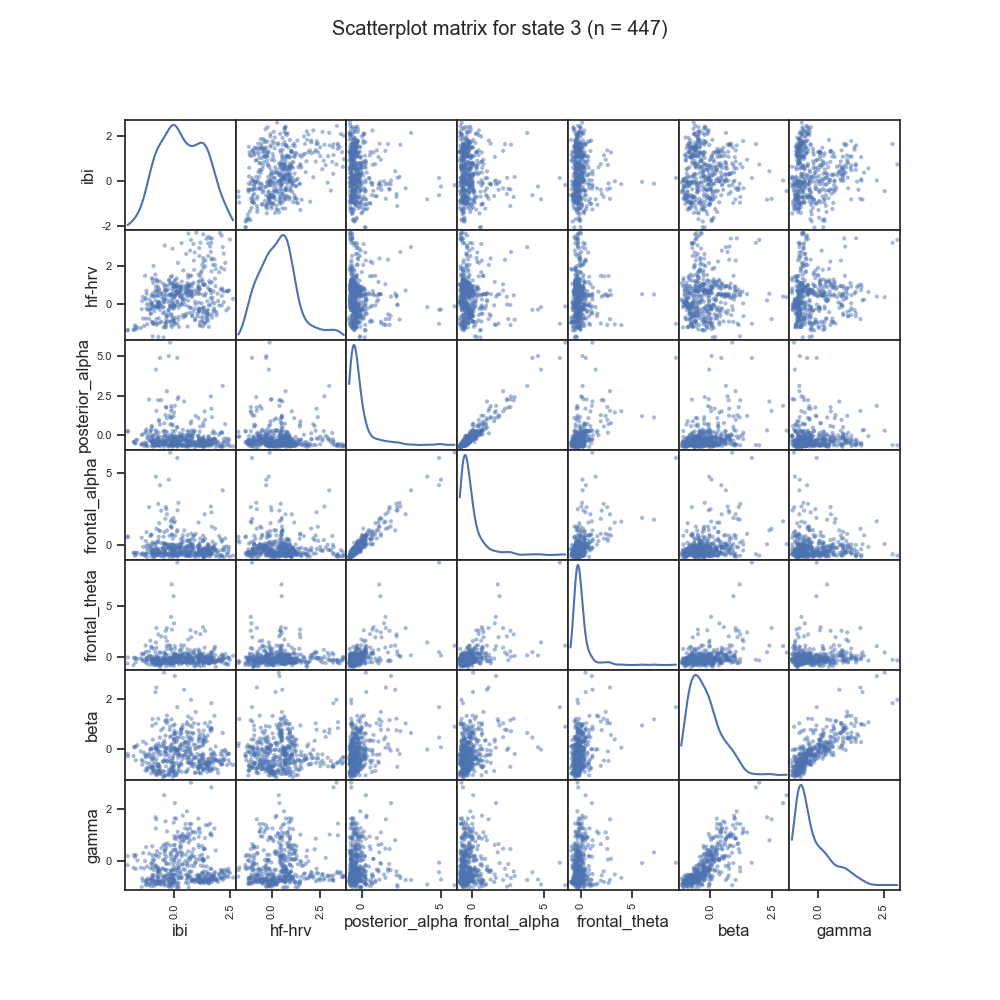 Scatterplot matrix for state 3 (n = 447)
ibi
2
0
-2
hf-hrv
2
0
posterior_alpha
5.0
2.5
0.0
frontal_alpha
5
0
frontal_theta
5
0
beta
2
0
gamma
2
0
0.0 2.5 0.0 2.5 0 5 0 5 0 5 0.0 2.5 0.0 2.5
ibi hf-hrv posterior_alpha frontal_alpha frontal_theta beta gamma